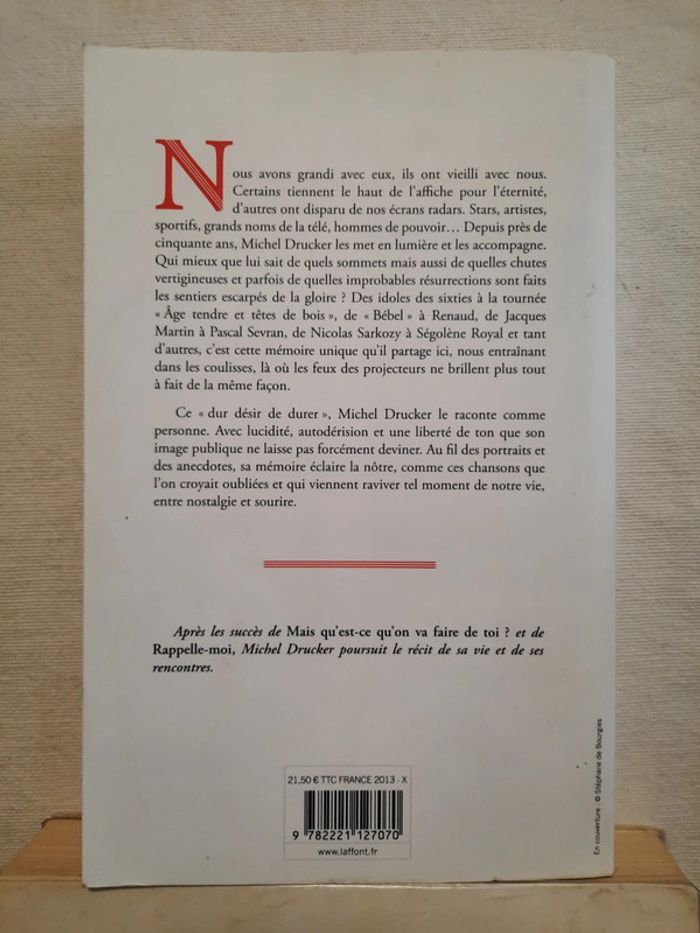 Nous avons grandi avec eux, ils ont vieilli avec nous.
Certains tiennent le haut de l'affiche pour l'éternité,
d'autres ont disparu de nos écrans radars. Stars, artistes,
sportifs, grands noms de la télé, hommes de pouvoir... Depuis près de
cinquante ans, Michel Drucker les met en lumière et les accompagne.
Qui mieux que lui sait de quels sommets mais aussi de quelles chutes
vertigineuses et parfois de quelles improbables résurrections sont faits
les sentiers escarpés de la gloire ? Des idoles des sixties à la tournée
« Âge tendre et têtes de bois », de « Bébel » à Renaud, de Jacques
Martin à Pascal Sevran, de Nicolas Sarkozy à Ségolène Royal et tant
d'autres, c'est cette mémoire unique qu'il partage ici, nous entraînant
dans les coulisses, là où les feux des projecteurs ne brillent plus tout
à fait de la même façon.
Ce « dur désir de durer », Michel Drucker le raconte comme
personne. Avec lucidité, autodérision et une liberté de ton que son
image publique ne laisse pas forcément deviner. Au fil des portraits et
des anecdotes, sa mémoire éclaire la nôtre, comme ces chansons que
l'on croyait oubliées et qui viennent raviver tel moment de notre vie,
entre nostalgie et sourire.
Après les succès de Mais qu'est-ce qu'on va faire de toi ? et de
Rappelle-moi, Michel Drucker poursuit le récit de sa vie et de ses
rencontres.
21,50 € TTC FRANCE 2013 - X
9 782221 127070
www.laffont.fr
En couverture : © Stéphane de Bourgies